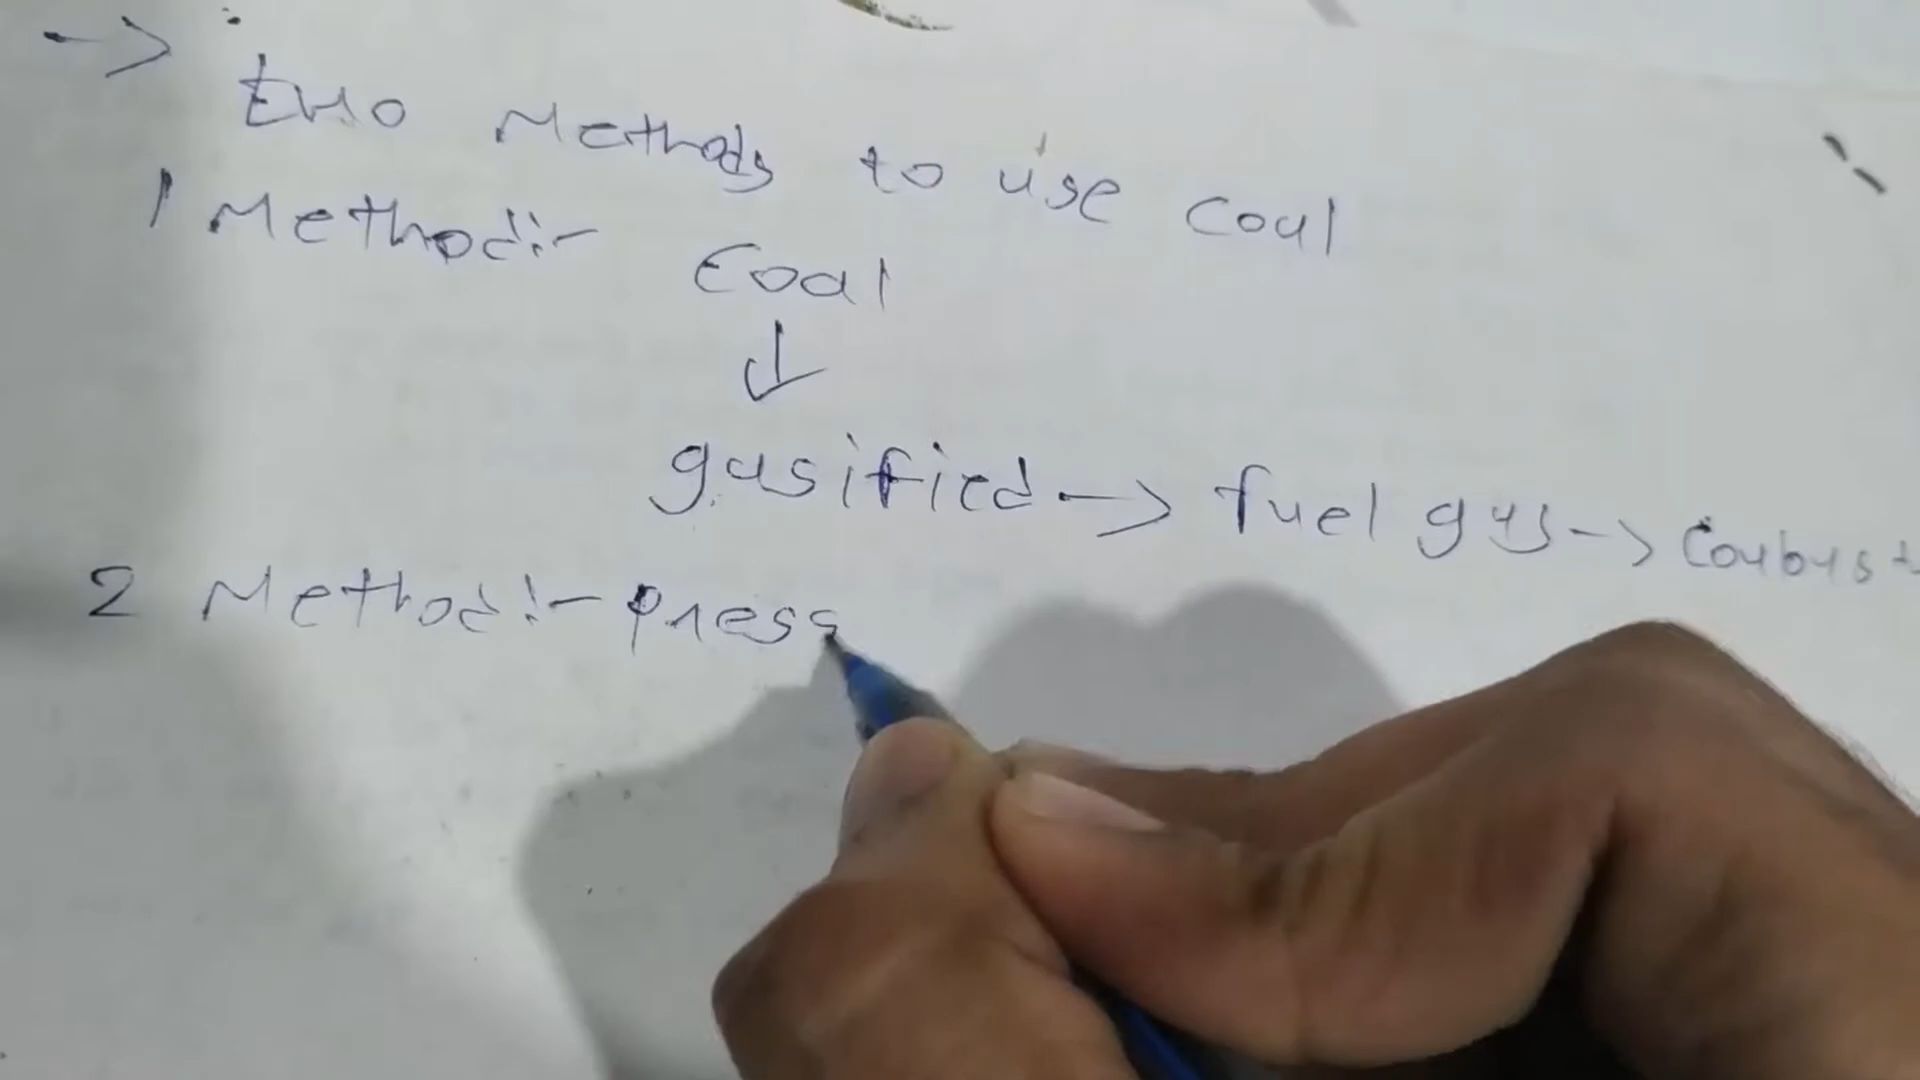 → two Methods to use coal
1 Method:- Coal
↓
gasified → fuel gas → Combust
2 Method:- Press